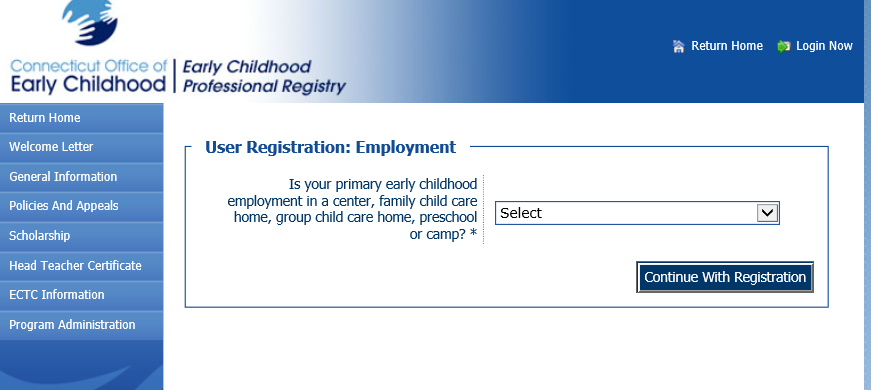 Connecticut Office of
Early Childhood
Early Childhood
Professional Registry
Return Home
Login Now
Return Home
Welcome Letter
General Information
Policies And Appeals
Scholarship
Head Teacher Certificate
ECTC Information
Program Administration
User Registration: Employment
Is your primary early childhood
employment in a center, family child care
home, group child care home, preschool
or camp? *
Select
Continue With Registration